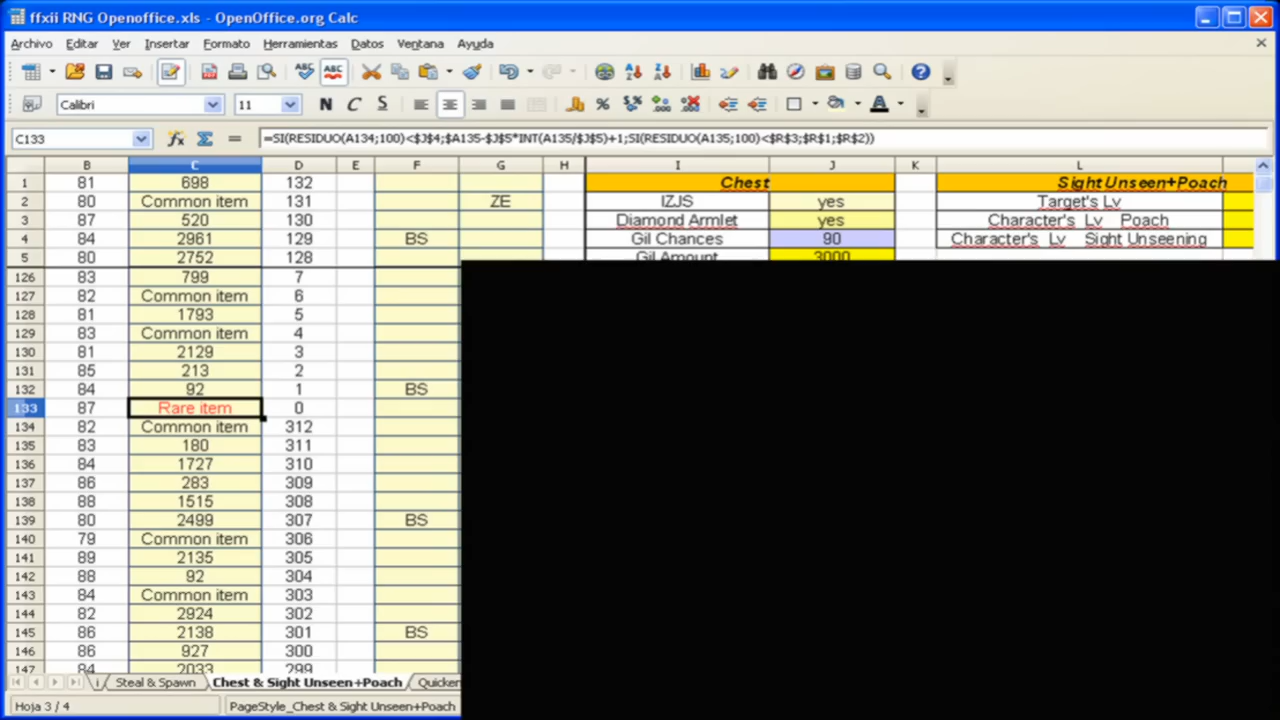 ffxii RNG Openoffice.xls - OpenOffice.org Calc
Archivo Editar Ver Insertar Formato Herramientas Datos Ventana Ayuda
Calibri 11 N C S
C133 =SI(RESIDUO(A134;100)<$J$4;$A135-$J$5*INT(A135/$J$5)+1;SI(RESIDUO(A135;100)<$R$3;$R$1;$R$2))
B C D E F G H I J K L
1 81 698 132 Chest Sight Unseen+Poach
2 80 Common item 131 ZE IZJS yes Target's Lv
3 87 520 130 Diamond Armlet yes Character's Lv Poach
4 84 2961 129 BS Gil Chances 90 Character's Lv Sight Unseening
5 80 2752 128 Gil Amount 3000
126 83 799 7
127 82 Common item 6
128 81 1793 5
129 83 Common item 4
130 81 2129 3
131 85 213 2
132 84 92 1 BS
133 87 Rare item 0
134 82 Common item 312
135 83 180 311
136 84 1727 310
137 86 283 309
138 88 1515 308
139 80 2499 307 BS
140 79 Common item 306
141 89 2135 305
142 88 92 304
143 84 Common item 303
144 82 2924 302
145 86 2138 301 BS
146 86 927 300
147 84 2033 299
i Steal & Spawn Chest & Sight Unseen+Poach Quicken
Hoja 3 / 4 PageStyle_Chest & Sight Unseen+Poach